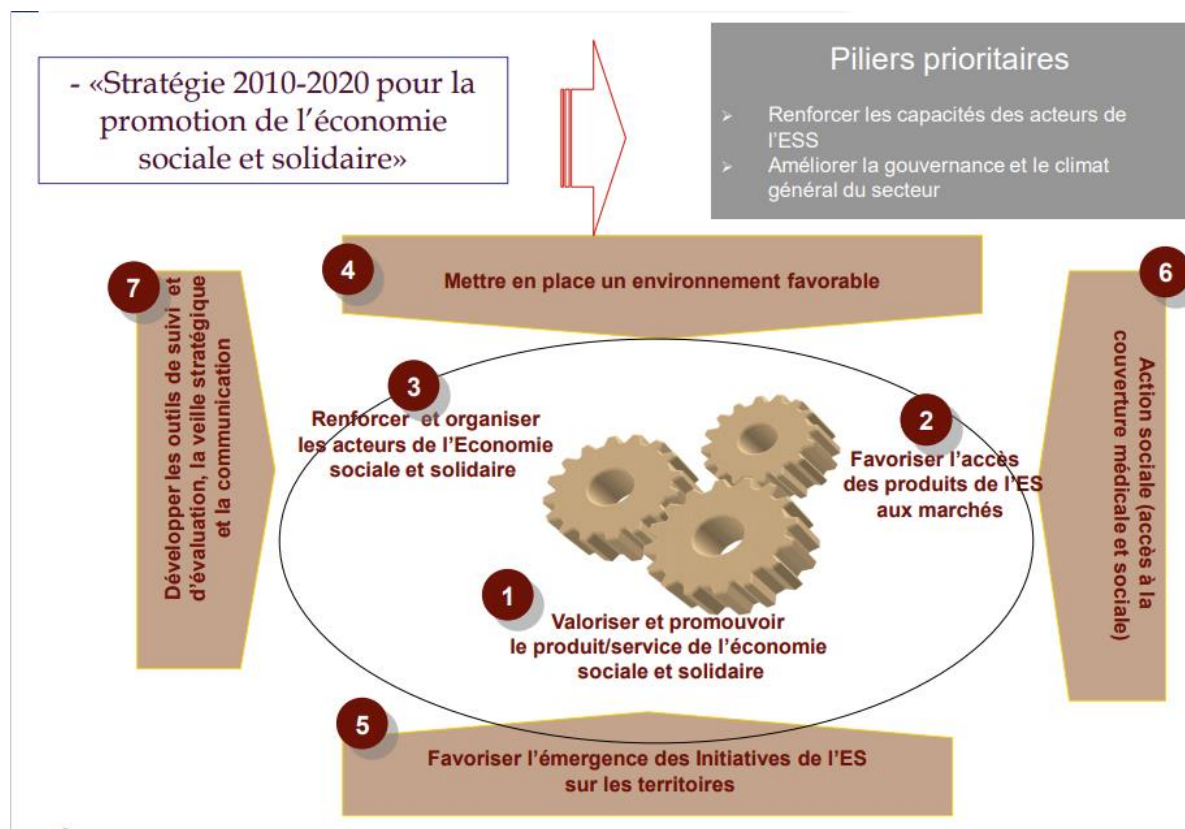 - «Stratégie 2010-2020 pour la
promotion de l’économie
sociale et solidaire»
Piliers prioritaires
➢ Renforcer les capacités des acteurs de
l’ESS
➢ Améliorer la gouvernance et le climat
général du secteur
4
Mettre en place un environnement favorable
7
Développer les outils de suivi et
d’évaluation, la veille stratégique
et la communication
6
Action sociale (accès à la
couverture médicale et sociale)
3
Renforcer et organiser
les acteurs de l’Economie
sociale et solidaire
2
Favoriser l’accès
des produits de l’ES
aux marchés
1
Valoriser et promouvoir
le produit/service de l’économie
sociale et solidaire
5
Favoriser l’émergence des Initiatives de l’ES
sur les territoires